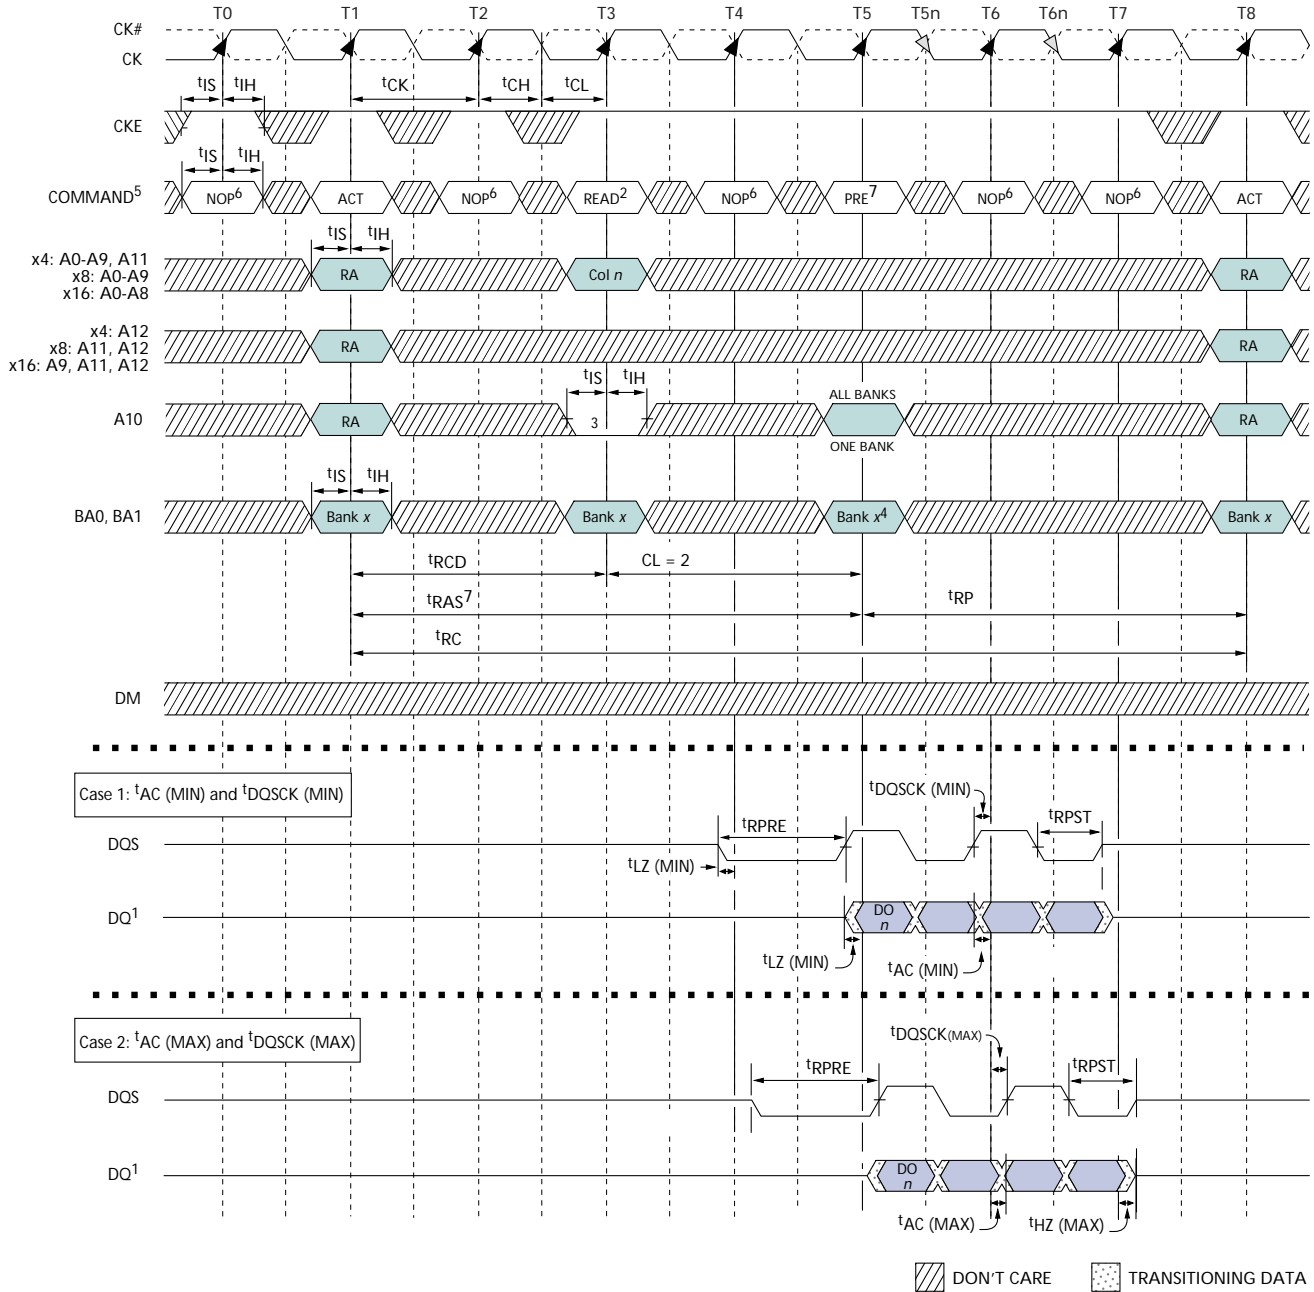 T0 T1 T2 T3 T4 T5 T5n T6 T6n T7 T8
CK#
CK
tIS tIH tCK tCH tCL
CKE
tIS tIH
COMMAND5 NOP6 ACT NOP6 READ2 NOP6 PRE7 NOP6 NOP6 ACT
tIS tIH
x4: A0-A9, A11
x8: A0-A9 RA Col n RA
x16: A0-A8
x4: A12
x8: A11, A12 RA RA
x16: A9, A11, A12
tIS tIH
ALL BANKS
A10 RA 3 RA
ONE BANK
tIS tIH
BA0, BA1 Bank x Bank x Bank x4 Bank x
tRCD CL = 2
tRAS7 tRP
tRC
DM
Case 1: tAC (MIN) and tDQSCK (MIN)
tDQSCK (MIN)
tRPRE tRPST
DQS
tLZ (MIN)
DQ1 DO
n
tLZ (MIN) tAC (MIN)
Case 2: tAC (MAX) and tDQSCK (MAX)
tDQSCK(MAX)
tRPRE tRPST
DQS
DQ1 DO
n
tAC (MAX) tHZ (MAX)
DON'T CARE TRANSITIONING DATA